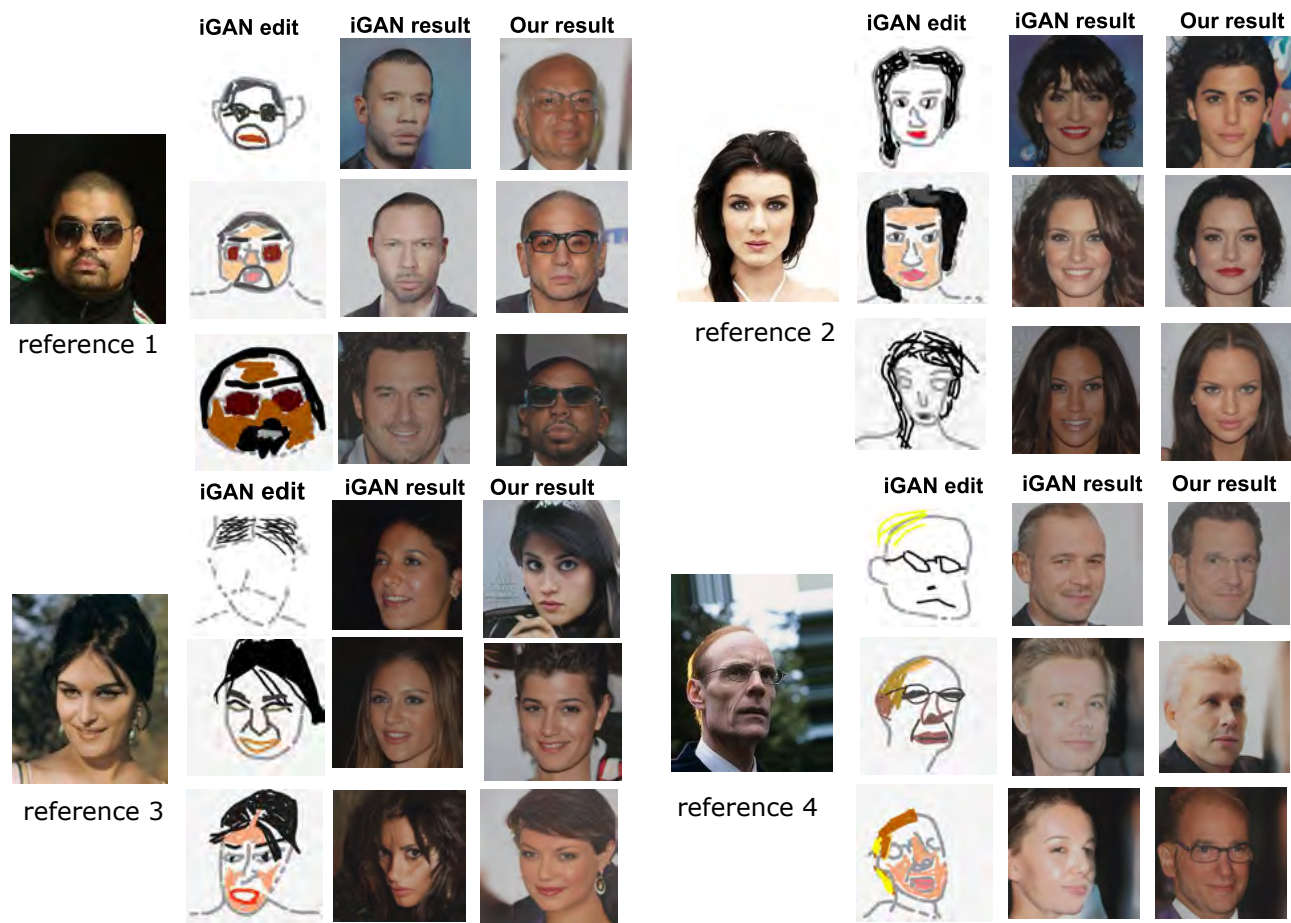 iGAN edit iGAN result Our result
reference 1
iGAN edit iGAN result Our result
reference 2
iGAN edit iGAN result Our result
reference 3
iGAN edit iGAN result Our result
reference 4